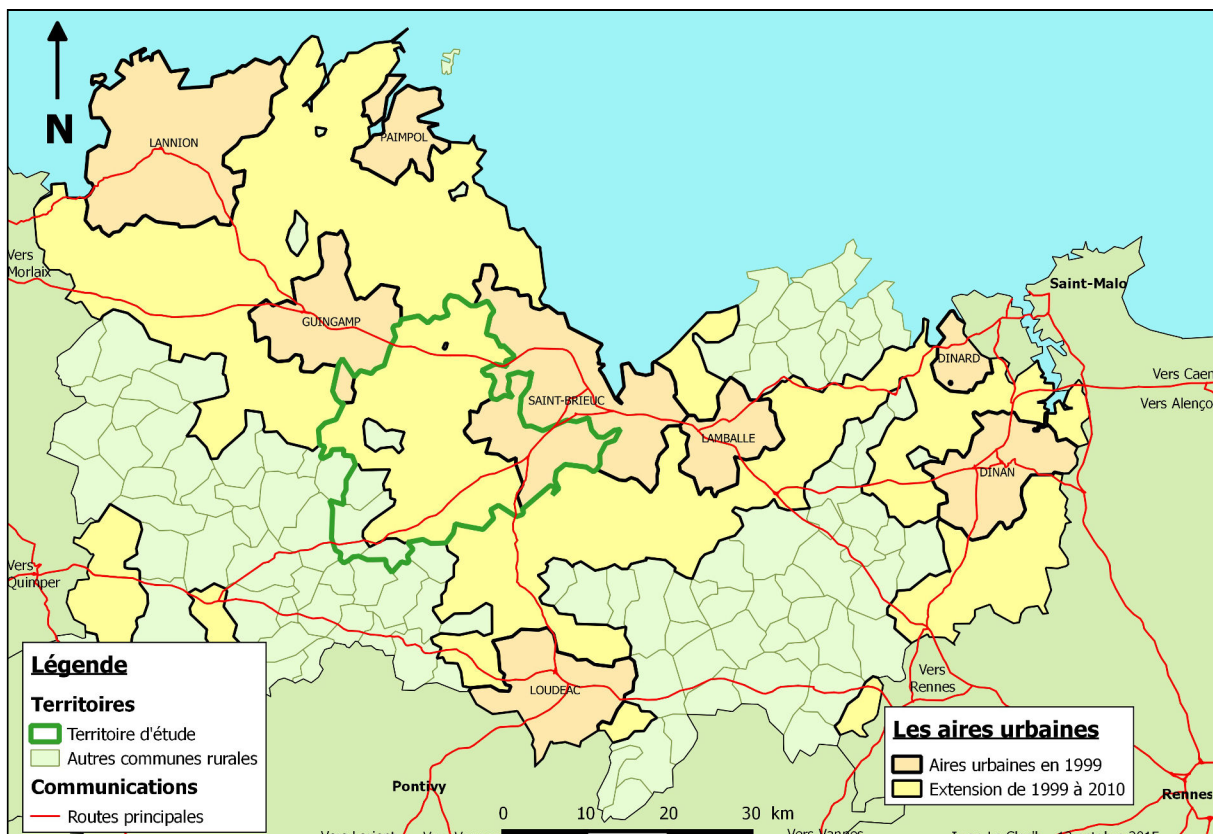 N
LANNION
PAIMPOL
Vers
Morlaix
GUINGAMP
Saint-Malo
DINARD
Vers Caen
Vers Alenço
SAINT-BRIEUC
LAMBALLE
DINAN
Vers
Quimper
LOUDEAC
Vers
Rennes
Pontivy
Rennes
Légende
Territoires
Territoire d'étude
Autres communes rurales
Communications
Routes principales
Les aires urbaines
Aires urbaines en 1999
Extension de 1999 à 2010
0 10 20 30 km